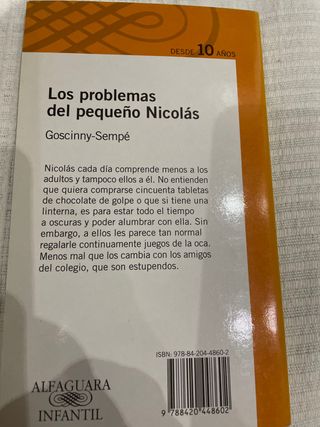 DESDE 10 AÑOS
Los problemas
del pequeño Nicolás
Goscinny-Sempé
Nicolás cada día comprende menos a los
adultos y tampoco ellos a él. No entienden
que quiera comprarse cincuenta tabletas
de chocolate de golpe o que si tiene una
linterna, es para estar todo el tiempo
a oscuras y poder alumbrar con ella. Sin
embargo, a ellos les parece tan normal
regalarle continuamente juegos de la oca.
Menos mal que los cambia con los amigos
del colegio, que son estupendos.
ISBN: 978-84-204-4860-2
9 788420 448602
ALFAGUARA
INFANTIL